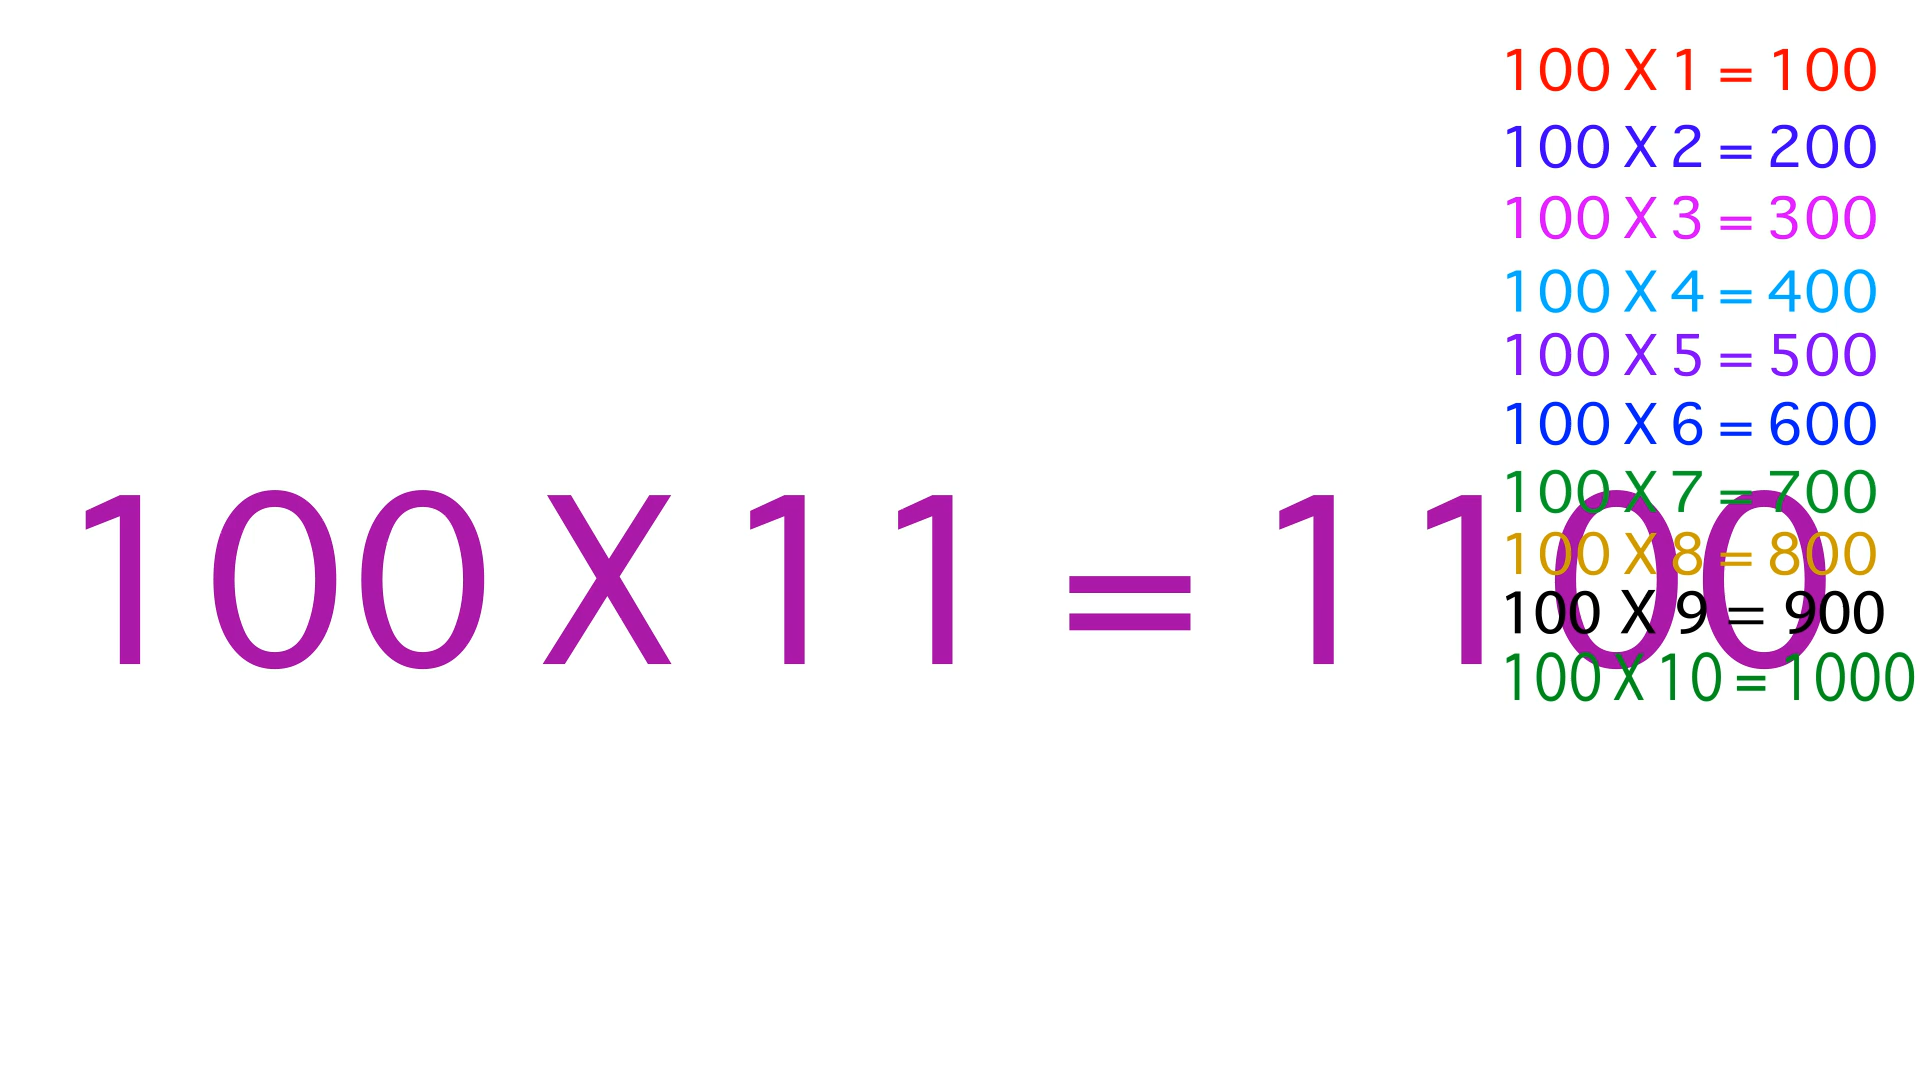 100 X 1 = 100
100 X 2 = 200
100 X 3 = 300
100 X 4 = 400
100 X 5 = 500
100 X 6 = 600
100 X 7 = 700
100 X 8 = 800
100 X 9 = 900
100 X 10 = 1000
100 X 11 = 1100